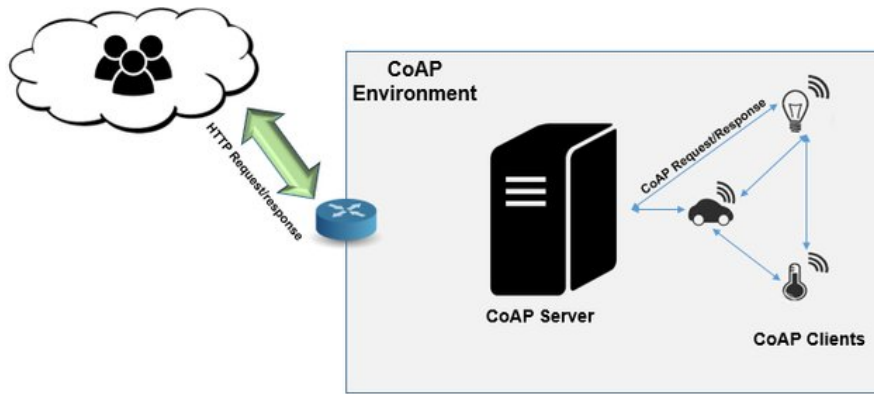 CoAP
Environment
HTTP Request/response
CoAP Request/Response
CoAP Server
CoAP Clients